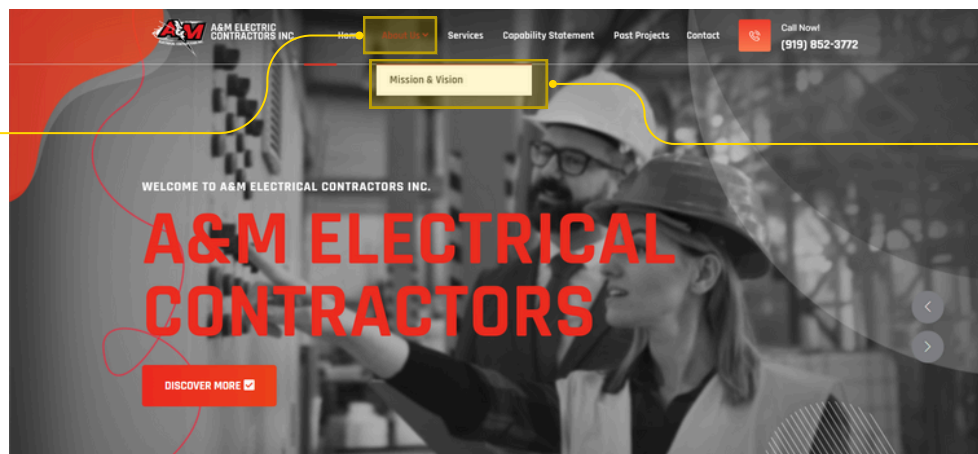 A&M
A&M ELECTRIC
CONTRACTORS INC.
Home
About Us
Services
Capability Statement
Past Projects
Contact
Call Now!
(919) 852-3772
Mission & Vision
WELCOME TO A&M ELECTRICAL CONTRACTORS INC.
A&M ELECTRICAL
CONTRACTORS
DISCOVER MORE